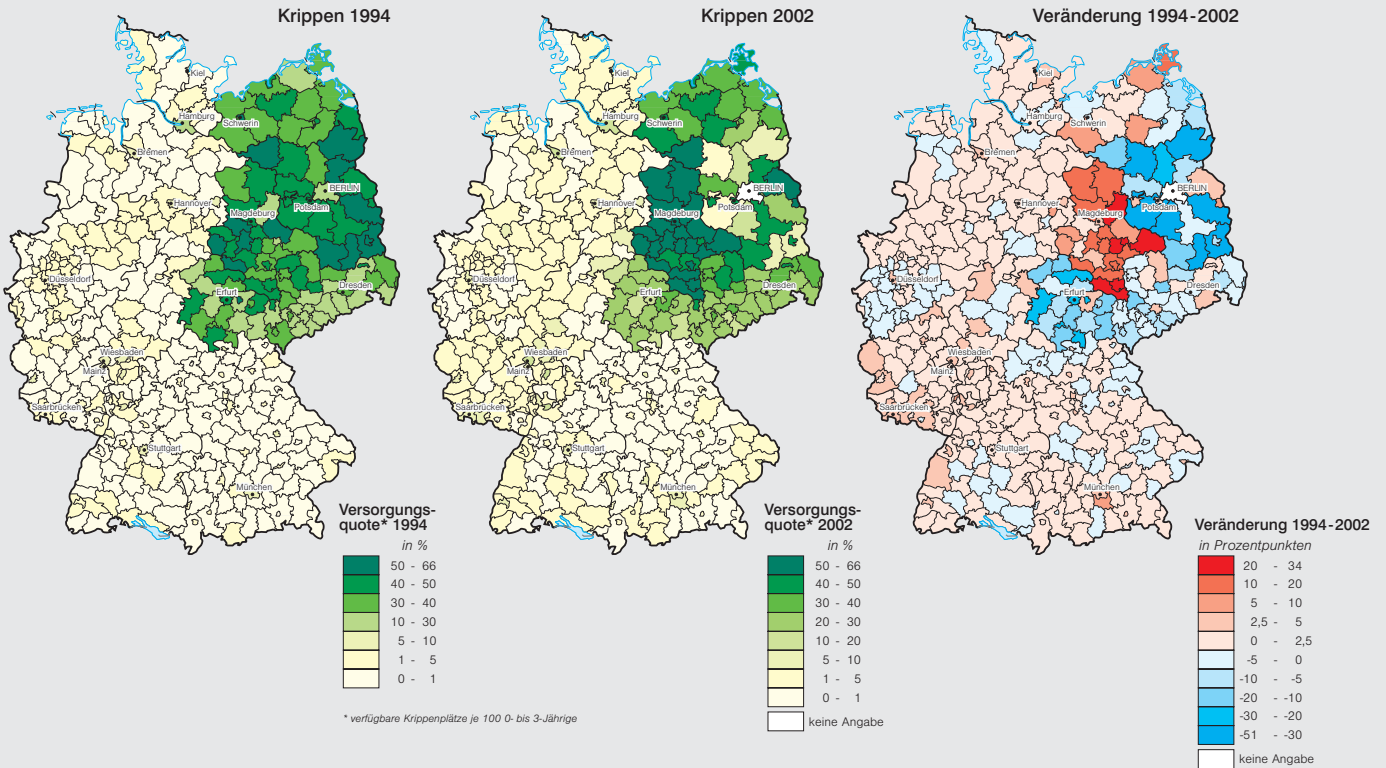 Krippen 1994
Kiel
Hamburg
Schwerin
Bremen
BERLIN
Hannover
Magdeburg
Potsdam
Düsseldorf
Erfurt
Dresden
Wiesbaden
Mainz
Saarbrücken
Stuttgart
München
Versorgungs-
quote* 1994
in %
50 - 66
40 - 50
30 - 40
10 - 30
5 - 10
1 - 5
0 - 1
* verfügbare Krippenplätze je 100 0- bis 3-Jährige
Krippen 2002
Kiel
Hamburg
Schwerin
Bremen
BERLIN
Hannover
Magdeburg
Potsdam
Düsseldorf
Erfurt
Dresden
Wiesbaden
Mainz
Saarbrücken
Stuttgart
München
Versorgungs-
quote* 2002
in %
50 - 66
40 - 50
30 - 40
20 - 30
10 - 20
5 - 10
1 - 5
0 - 1
keine Angabe
Veränderung 1994-2002
Kiel
Hamburg
Schwerin
Bremen
BERLIN
Hannover
Magdeburg
Potsdam
Düsseldorf
Erfurt
Dresden
Wiesbaden
Mainz
Saarbrücken
Stuttgart
München
Veränderung 1994-2002
in Prozentpunkten
20 - 34
10 - 20
5 - 10
2,5 - 5
0 - 2,5
-5 - 0
-10 - -5
-20 - -10
-30 - -20
-51 - -30
keine Angabe